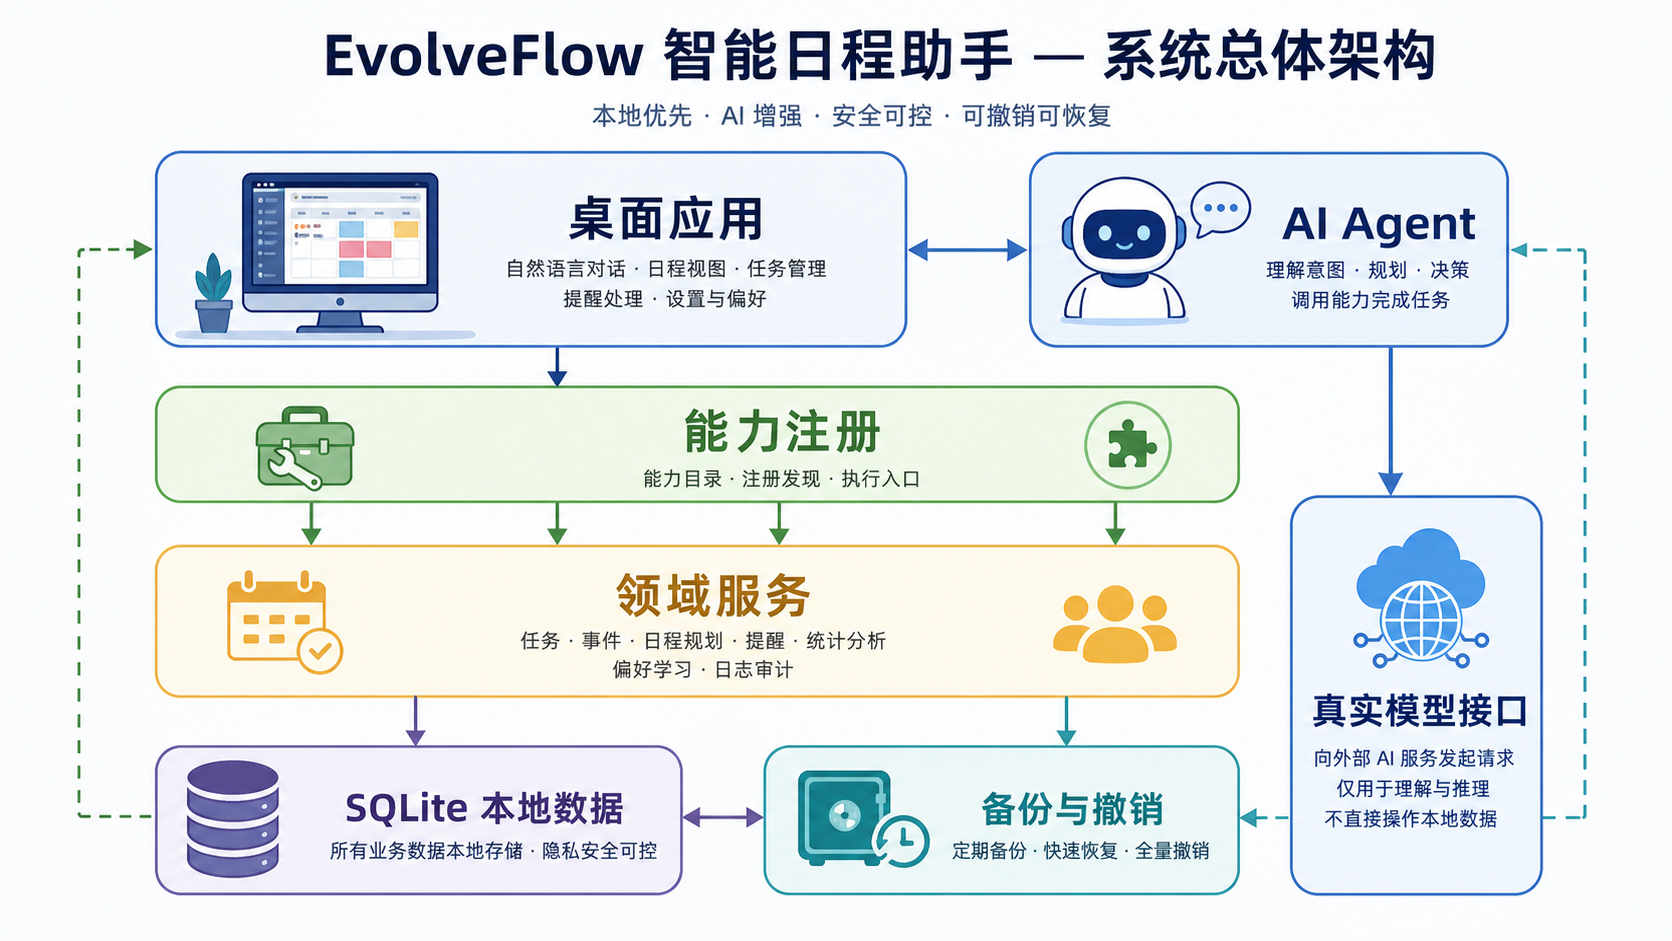 EvolveFlow 智能日程助手 — 系统总体架构
本地优先 · AI 增强 · 安全可控 · 可撤销可恢复
桌面应用
自然语言对话 · 日程视图 · 任务管理
提醒处理 · 设置与偏好
AI Agent
理解意图 · 规划 · 决策
调用能力完成任务
能力注册
能力目录 · 注册发现 · 执行入口
领域服务
任务 · 事件 · 日程规划 · 提醒 · 统计分析
偏好学习 · 日志审计
SQLite 本地数据
所有业务数据本地存储 · 隐私安全可控
备份与撤销
定期备份 · 快速恢复 · 全量撤销
真实模型接口
向外部 AI 服务发起请求
仅用于理解与推理
不直接操作本地数据